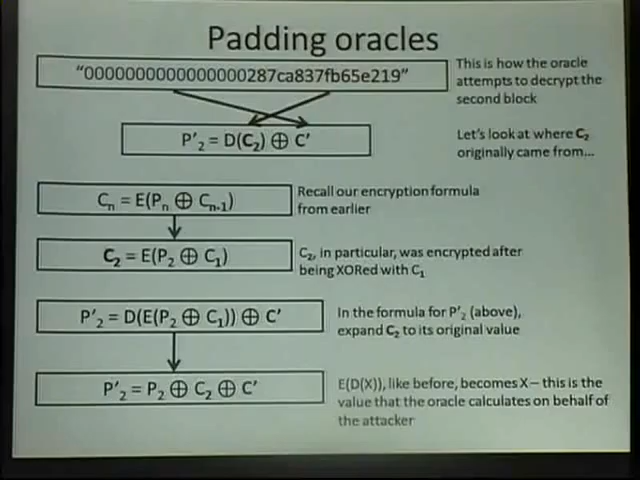 Padding oracles
"0000000000000000287ca837fb65e219"
This is how the oracle
attempts to decrypt the
second block
P'₂ = D(C₂) ⊕ C'
Let's look at where C₂
originally came from...
Cₙ = E(Pₙ ⊕ Cₙ₋₁)
Recall our encryption formula
from earlier
C₂ = E(P₂ ⊕ C₁)
C₂, in particular, was encrypted after
being XORed with C₁
P'₂ = D(E(P₂ ⊕ C₁)) ⊕ C'
In the formula for P'₂ (above),
expand C₂ to its original value
P'₂ = P₂ ⊕ C₂ ⊕ C'
E(D(X)), like before, becomes X – this is the
value that the oracle calculates on behalf of
the attacker